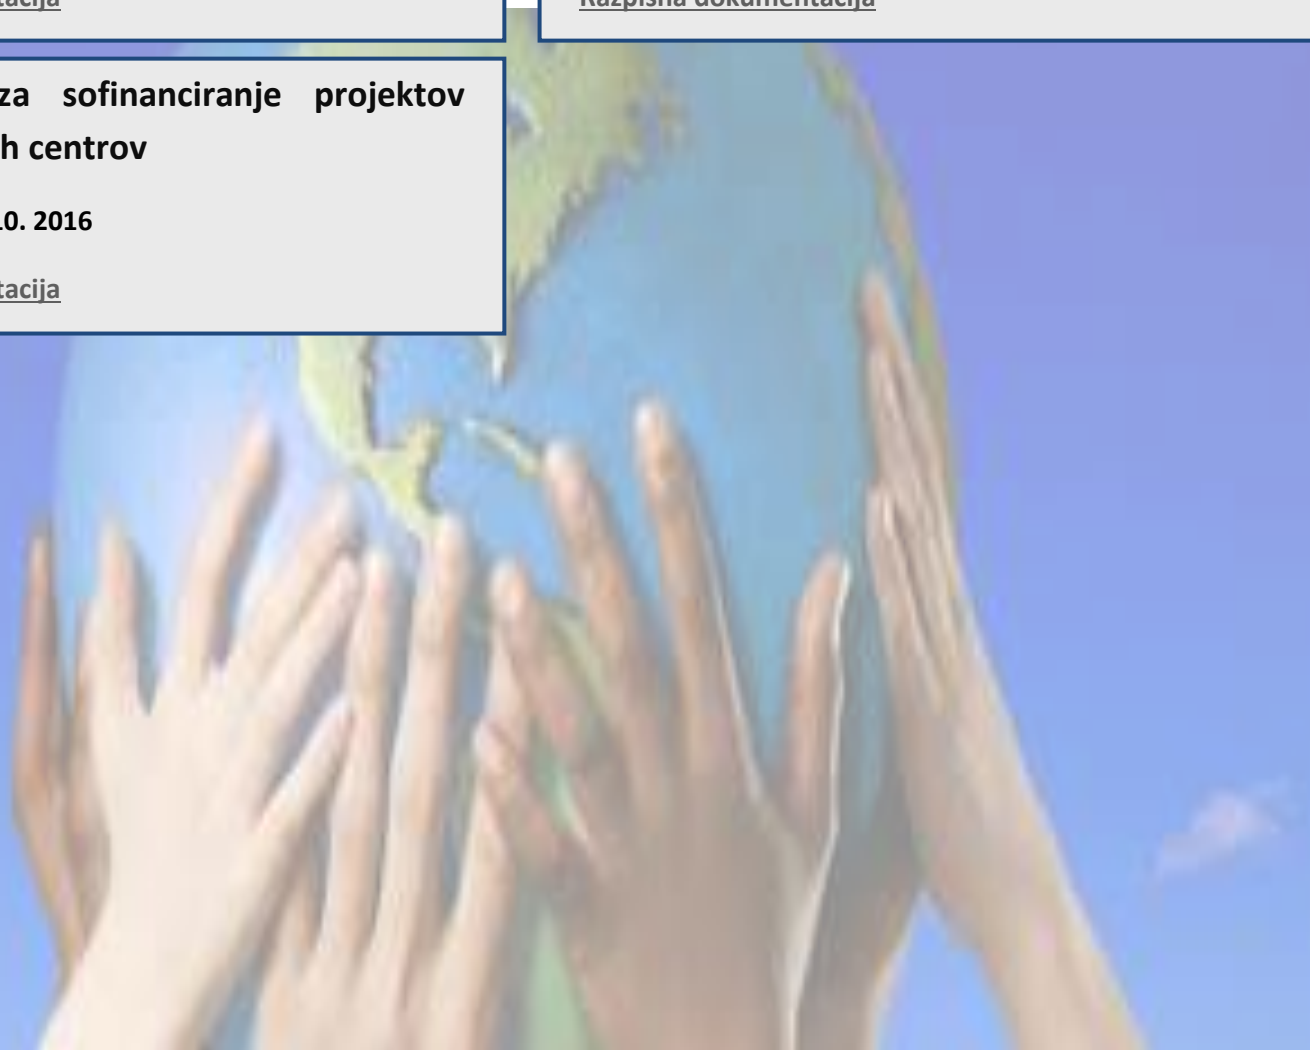 tacija
Razpisna dokumentacija
za sofinanciranje projektov
h centrov
10. 2016
tacija